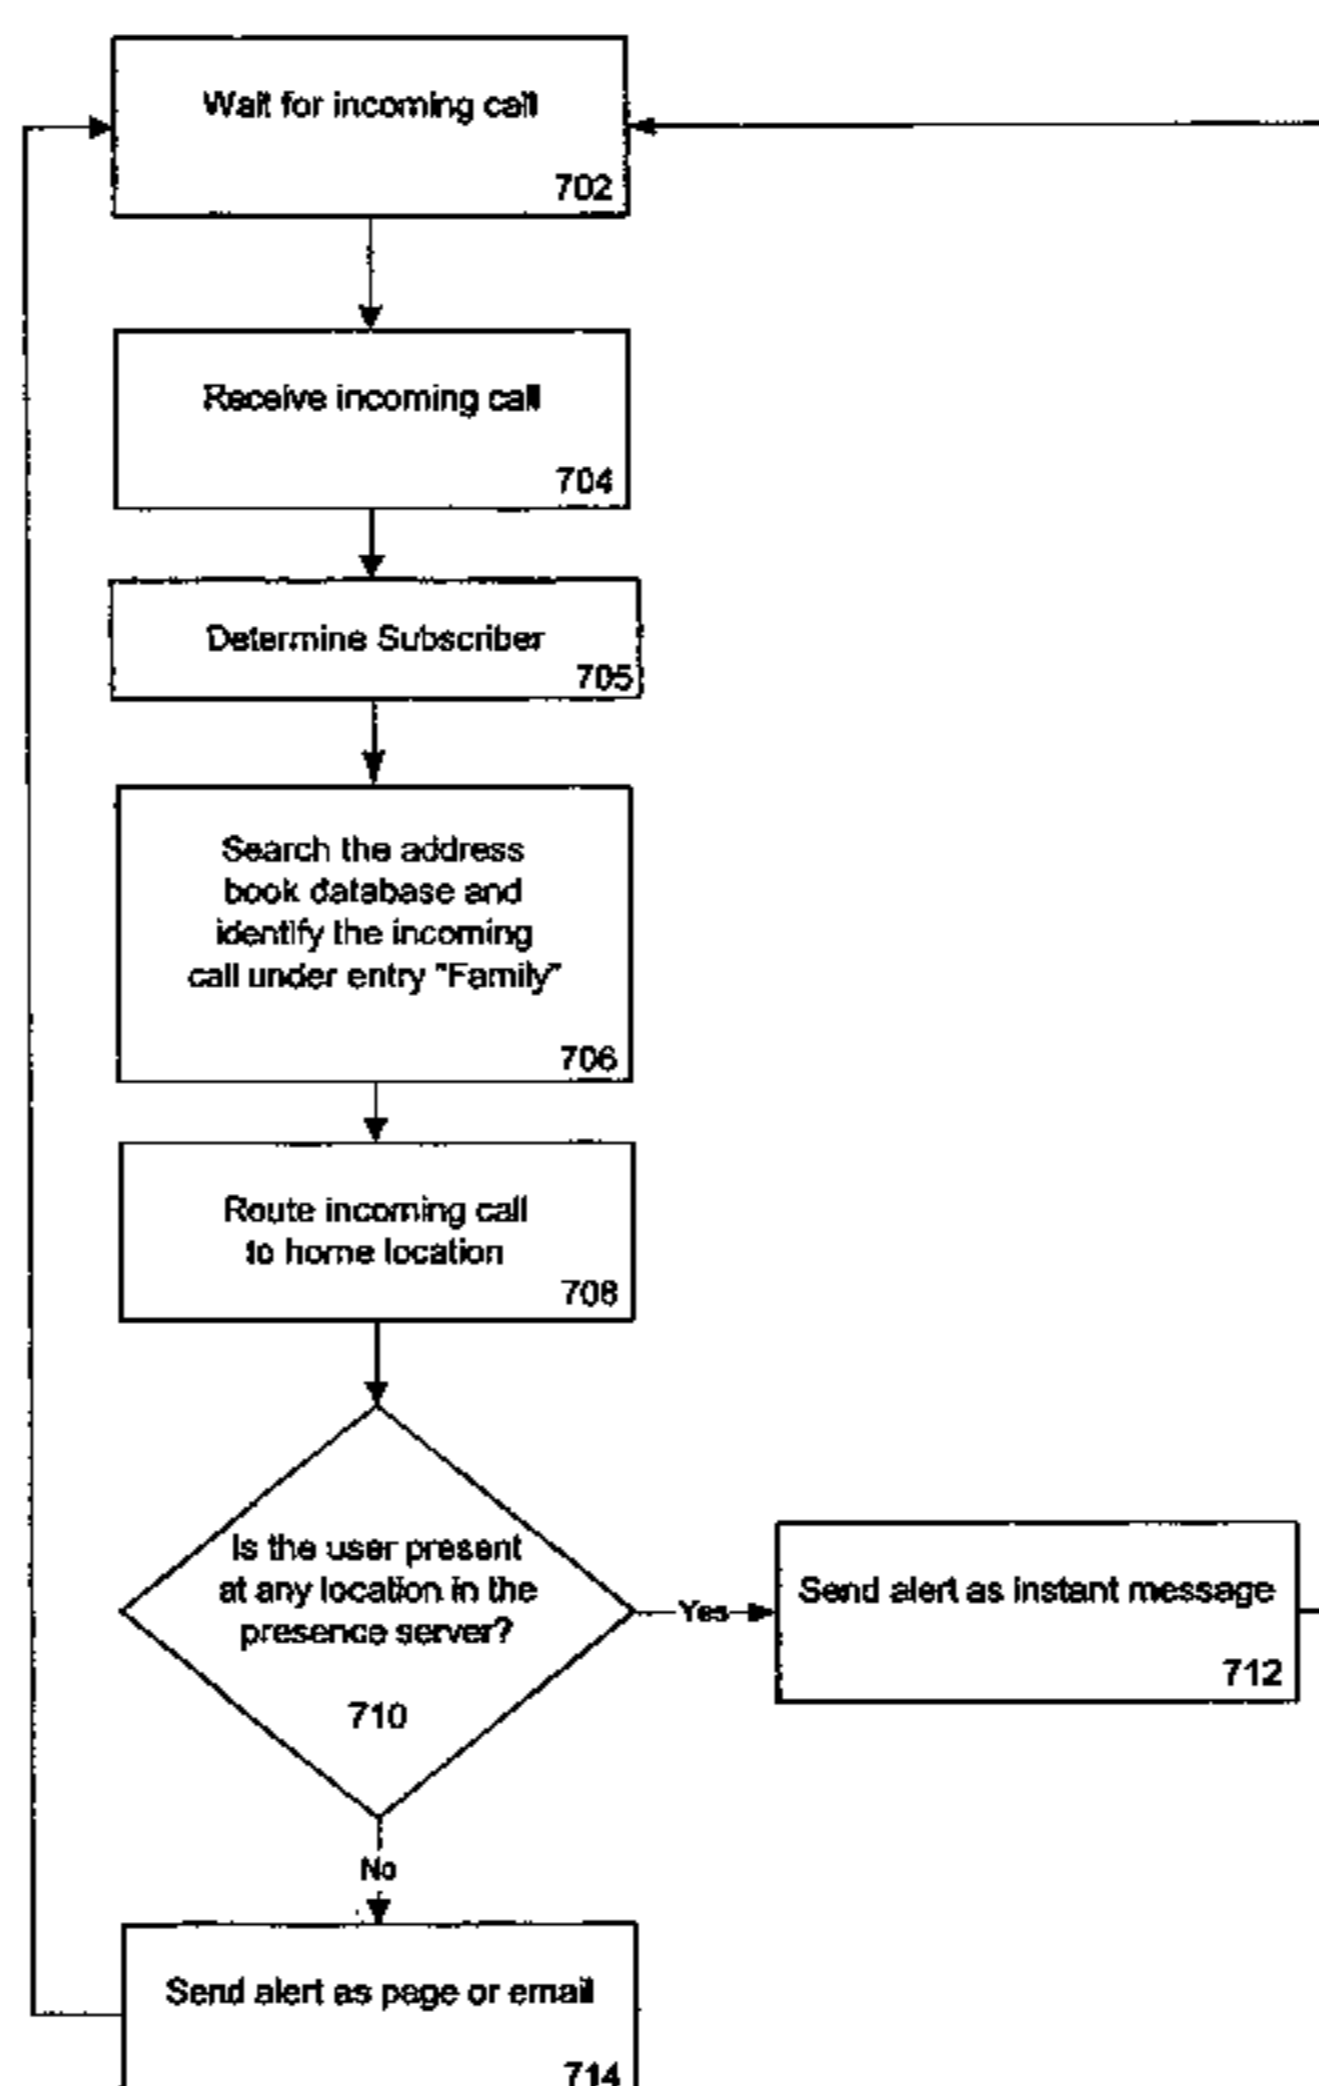 Wait for incoming call
702
Receive incoming call
704
Determine Subscriber
705
Search the address
book database and
identify the incoming
call under entry "Family"
706
Route incoming call
to home location
708
Is the user present
at any location in the
presence server?
710
Yes
Send alert as instant message
712
No
Send alert as page or email
714